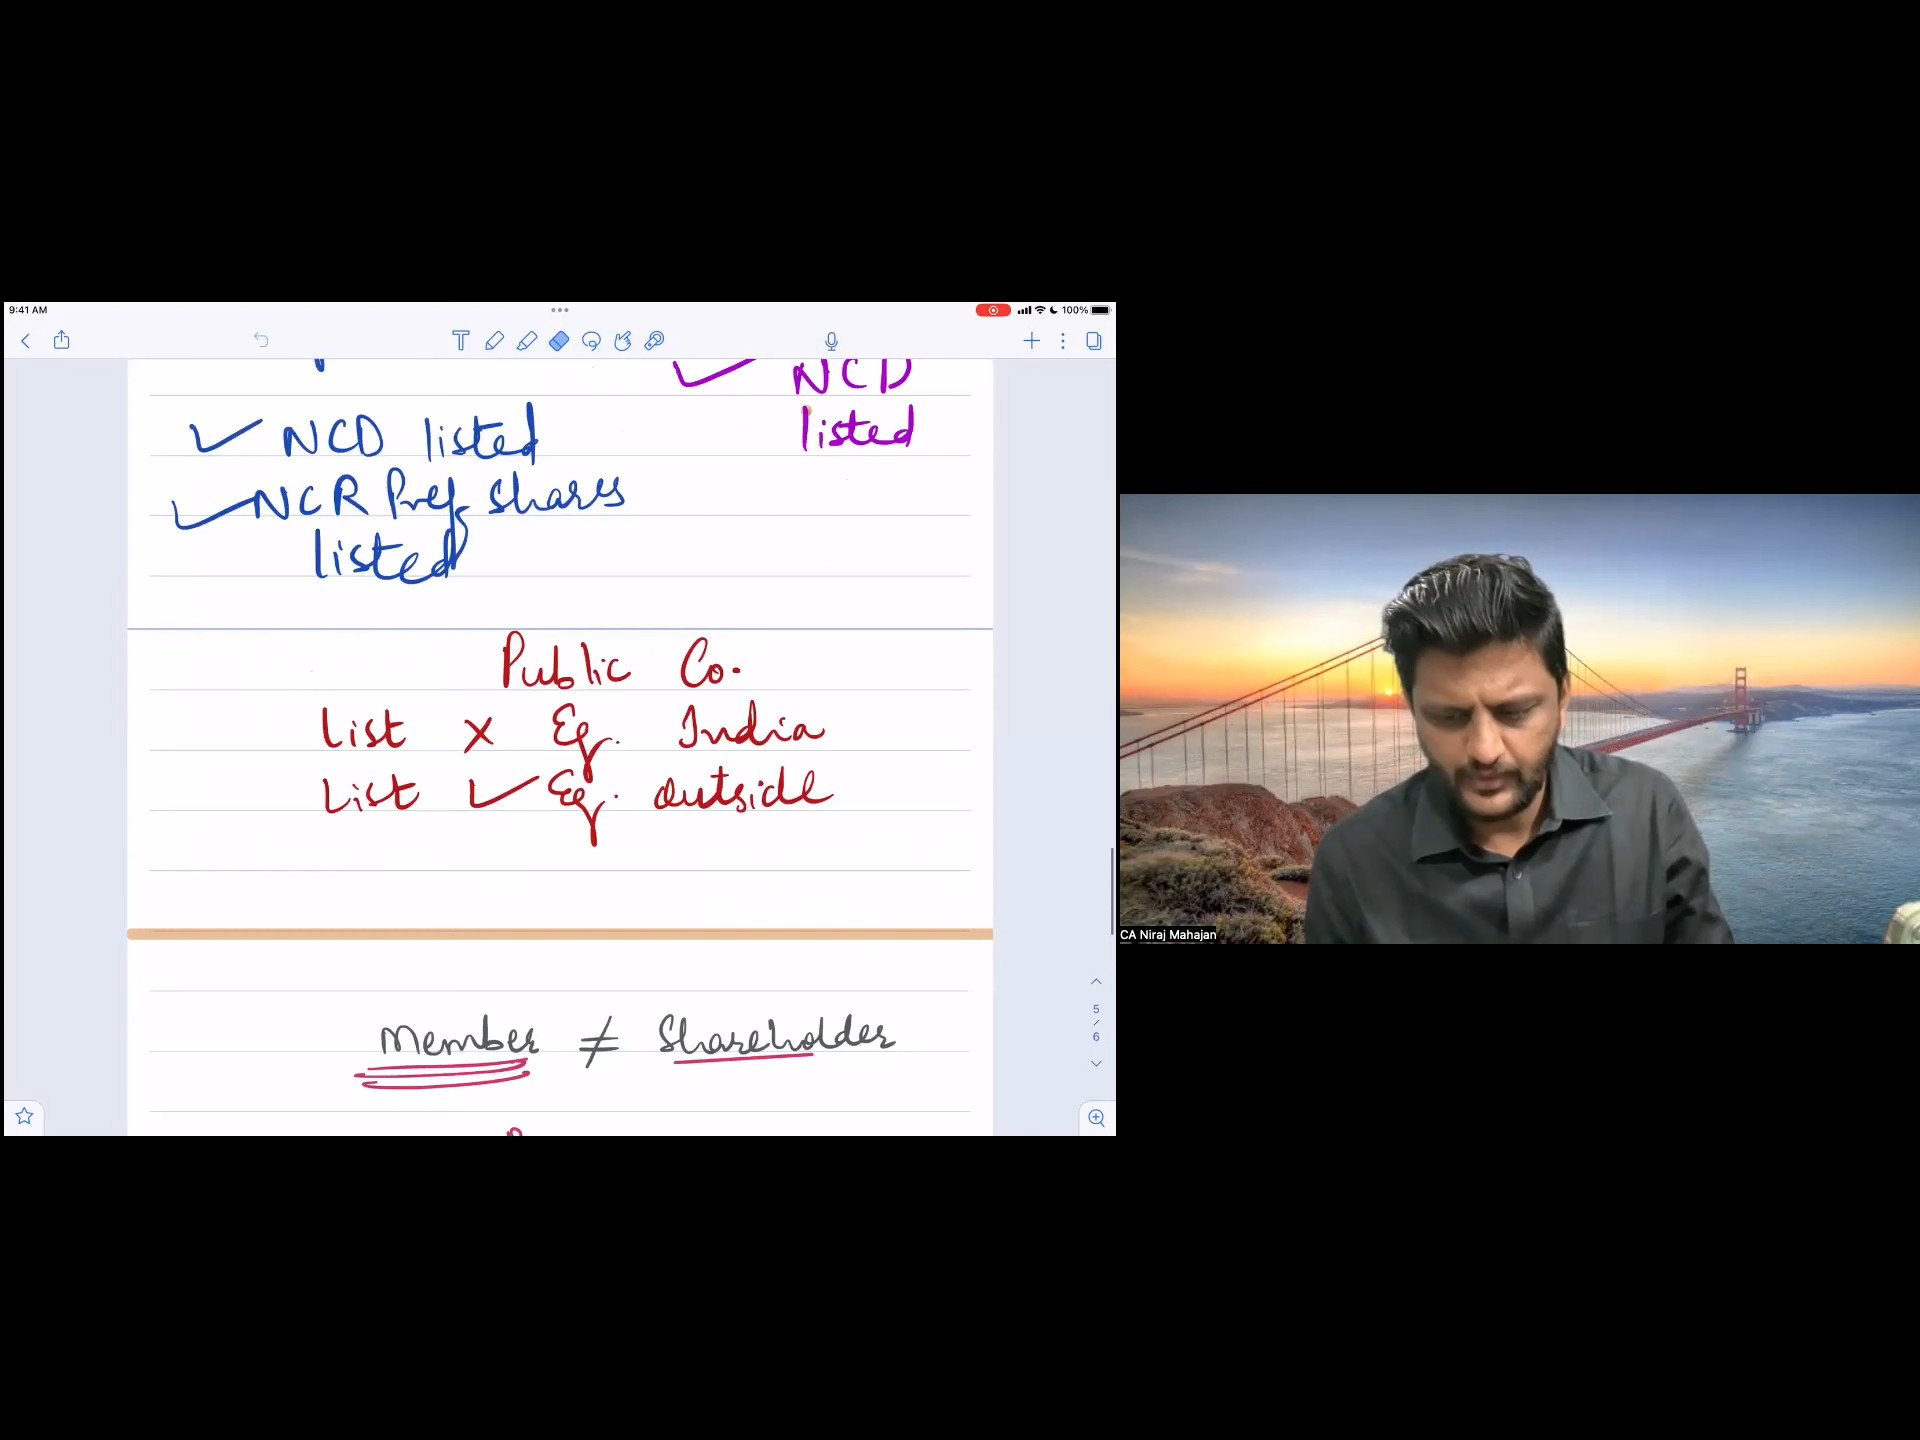 9:41 AM
100%
NCD
listed
NCD listed
NCR Pref shares
listed
Public Co.
List x Eq. India
List ✓ Eq. outside
Member ≠ Shareholder
5
/
6
CA Niraj Mahajan